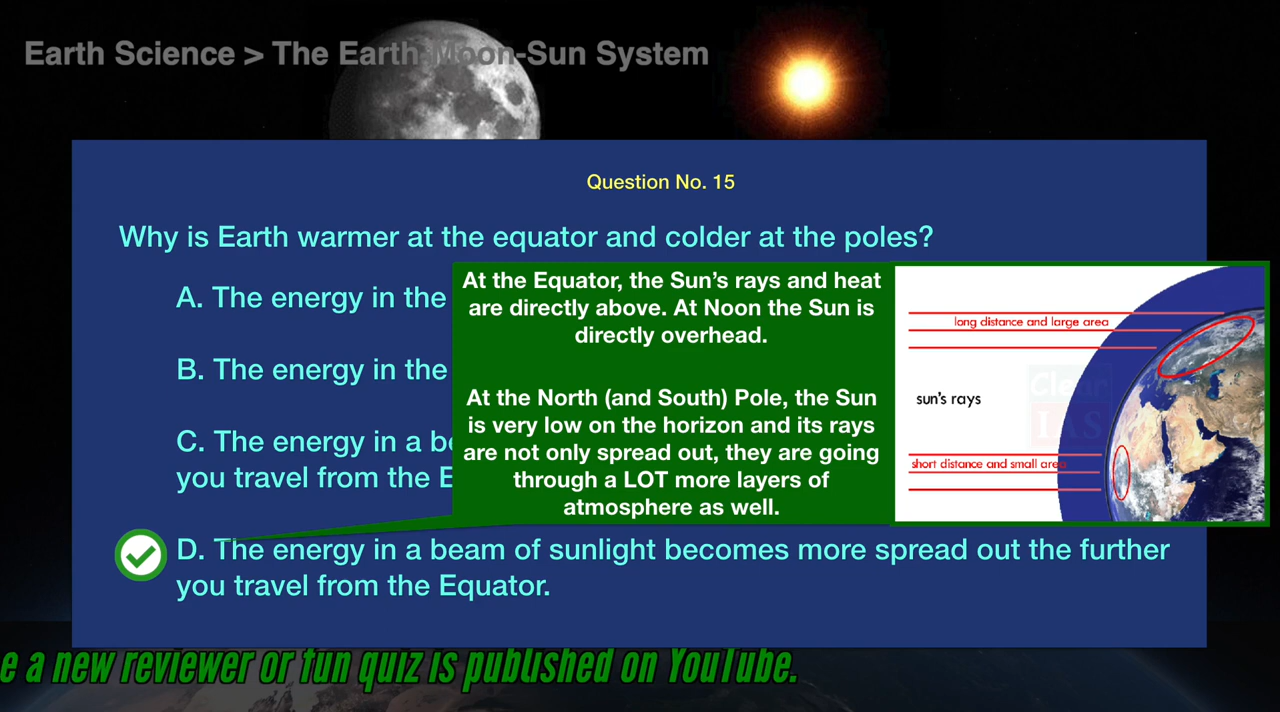 Earth Science > The Earth-Moon-Sun System
Question No. 15
Why is Earth warmer at the equator and colder at the poles?
A. The energy in the
B. The energy in the
C. The energy in a be
you travel from the E
D. The energy in a beam of sunlight becomes more spread out the further
you travel from the Equator.
At the Equator, the Sun's rays and heat
are directly above. At Noon the Sun is
directly overhead.
At the North (and South) Pole, the Sun
is very low on the horizon and its rays
are not only spread out, they are going
through a LOT more layers of
atmosphere as well.
long distance and large area
sun's rays
Clear
IAS
short distance and small area
e a new reviewer or fun quiz is published on YouTube.